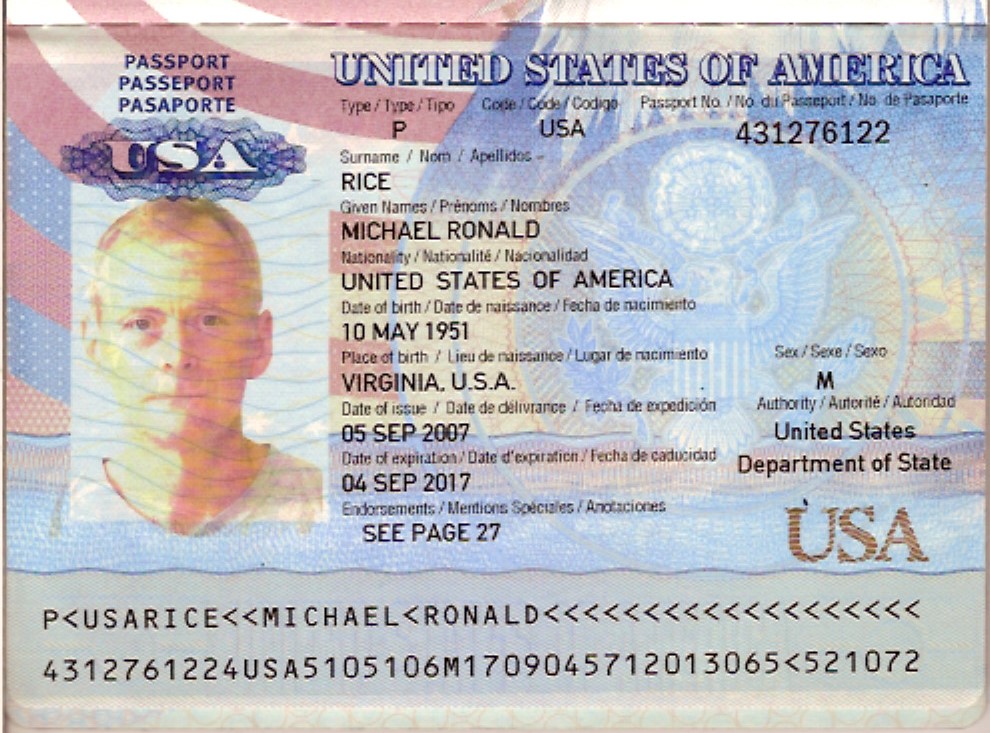 PASSPORT
PASSEPORT
PASAPORTE
USA
UNITED STATES OF AMERICA
Type / Type / Tipo Code / Code / Codigo Passport No. / No. du Passeport / No. de Pasaporte
P USA 431276122
Surname / Nom / Apellidos
RICE
Given Names / Prénoms / Nombres
MICHAEL RONALD
Nationality / Nationalité / Nacionalidad
UNITED STATES OF AMERICA
Date of birth / Date de naissance / Fecha de nacimiento
10 MAY 1951
Place of birth / Lieu de naissance / Lugar de nacimiento Sex / Sexe / Sexo
VIRGINIA, U.S.A. M
Date of issue / Date de délivrance / Fecha de expedición Authority / Autorité / Autoridad
05 SEP 2007 United States
Date of expiration / Date d'expiration / Fecha de caducidad Department of State
04 SEP 2017
Endorsements / Mentions Spéciales / Anotaciones
SEE PAGE 27
USA
P<USARICE<<MICHAEL<RONALD<<<<<<<<<<<<<<<<<<<
4312761224USA5105106M1709045712013065<521072